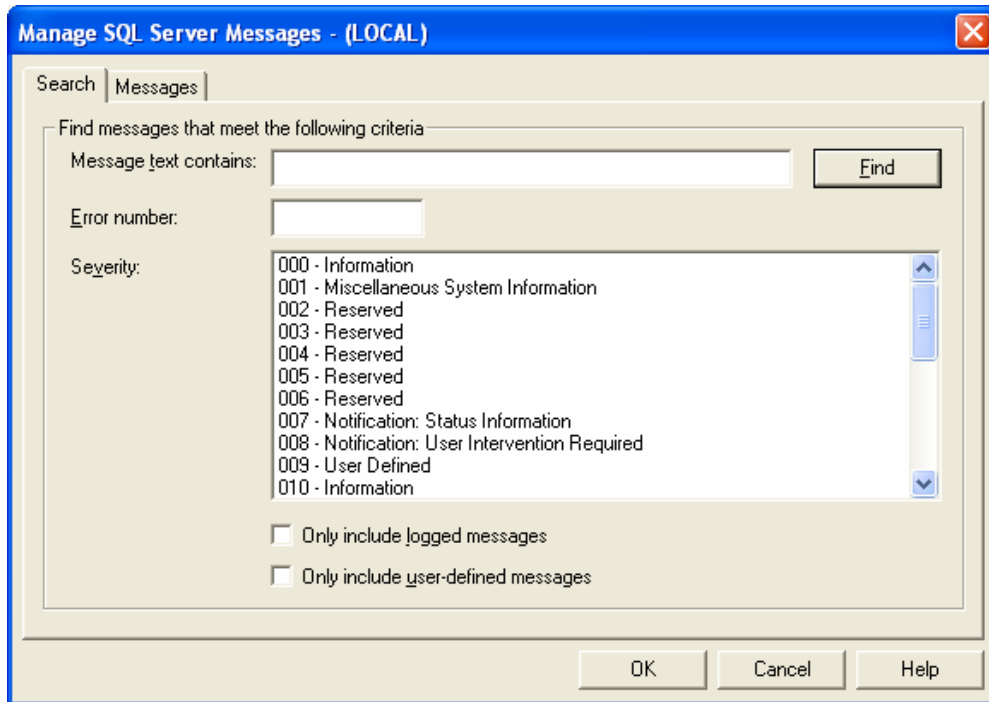 Manage SQL Server Messages - (LOCAL)
Search
Messages
Find messages that meet the following criteria
Message text contains:
Find
Error number:
Severity:
000 - Information
001 - Miscellaneous System Information
002 - Reserved
003 - Reserved
004 - Reserved
005 - Reserved
006 - Reserved
007 - Notification: Status Information
008 - Notification: User Intervention Required
009 - User Defined
010 - Information
Only include logged messages
Only include user-defined messages
OK
Cancel
Help